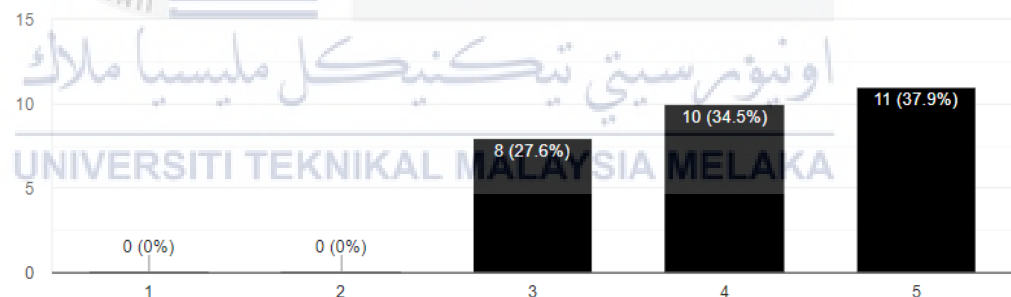 15
اونيۏرسيتي تيكنيكل مليسيا ملاك
10
11 (37.9%)
10 (34.5%)
8 (27.6%)
UNIVERSITI TEKNIKAL MALAYSIA MELAKA
5
0 (0%) 0 (0%)
0
1 2 3 4 5